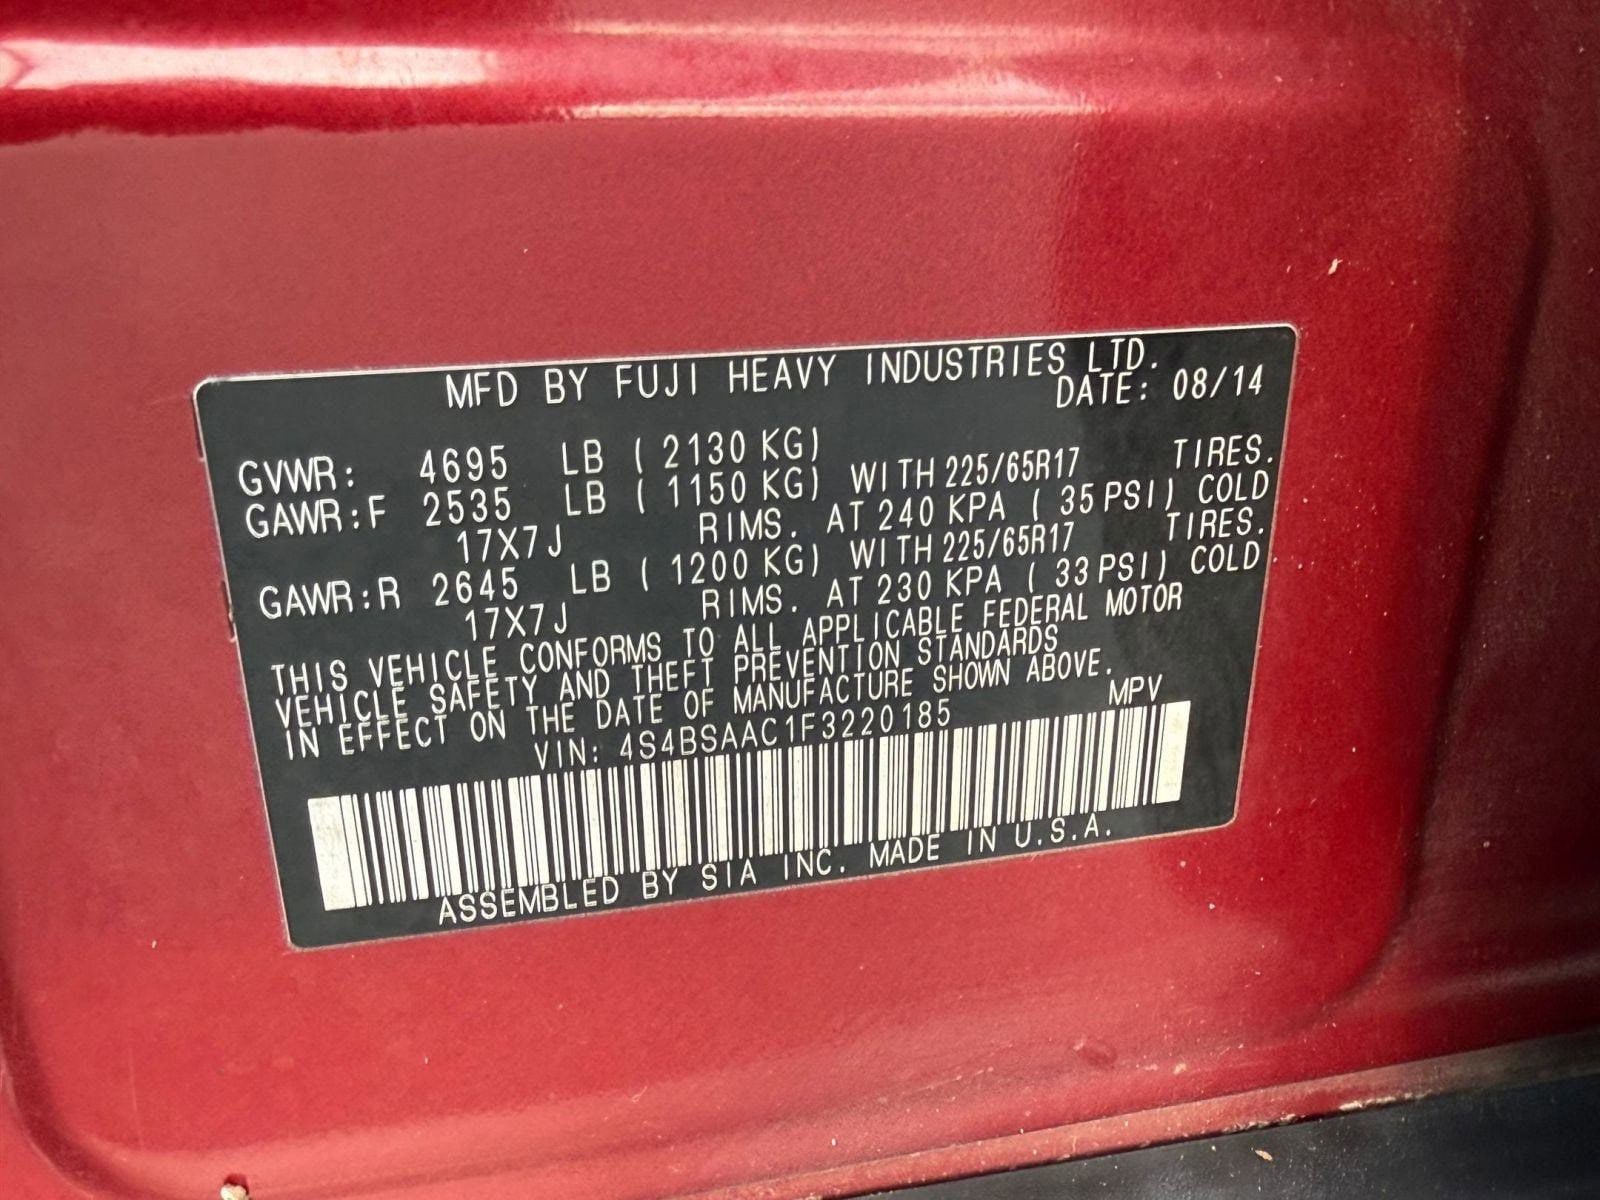 MFD BY FUJI HEAVY INDUSTRIES LTD.
DATE: 08/14
GVWR: 4695 LB ( 2130 KG)
GAWR:F 2535 LB ( 1150 KG) WITH 225/65R17 TIRES.
17X7J RIMS. AT 240 KPA ( 35 PSI) COLD
GAWR:R 2645 LB ( 1200 KG) WITH 225/65R17 TIRES.
17X7J RIMS. AT 230 KPA ( 33 PSI) COLD
THIS VEHICLE CONFORMS TO ALL APPLICABLE FEDERAL MOTOR
VEHICLE SAFETY AND THEFT PREVENTION STANDARDS
IN EFFECT ON THE DATE OF MANUFACTURE SHOWN ABOVE.
VIN: 4S4BSAAC1F3220185 MPV
ASSEMBLED BY SIA INC. MADE IN U.S.A.